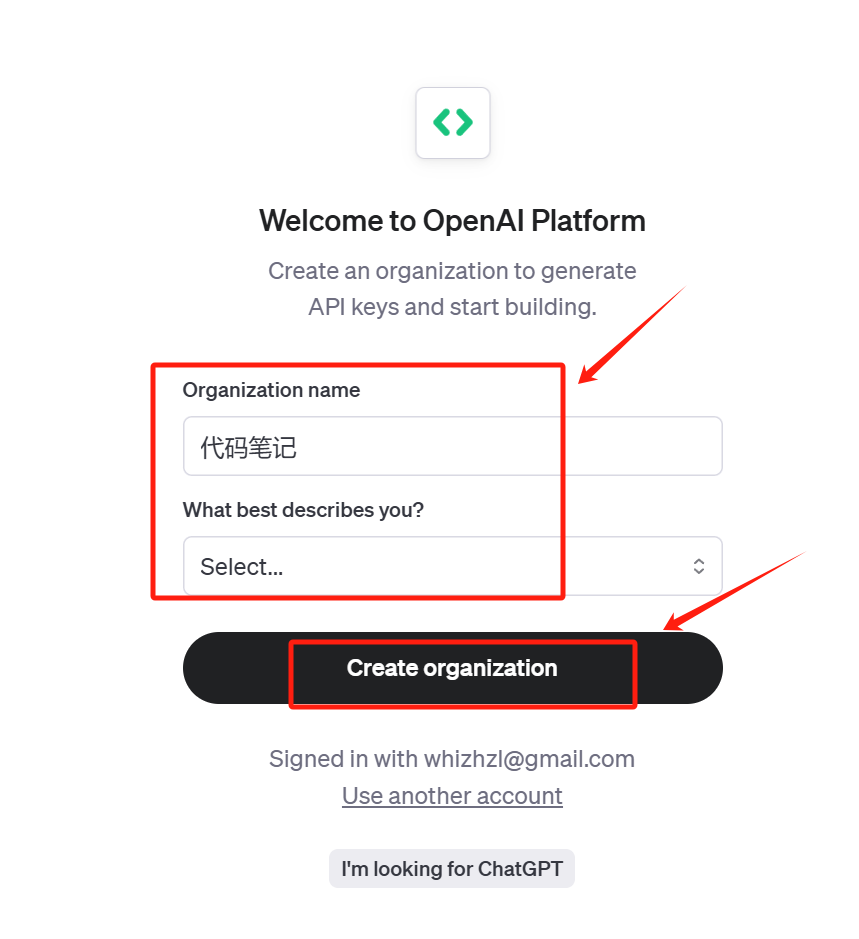 Welcome to OpenAI Platform
Create an organization to generate
API keys and start building.
Organization name
代码笔记
What best describes you?
Select...
Create organization
Signed in with whizhzl@gmail.com
Use another account
I'm looking for ChatGPT